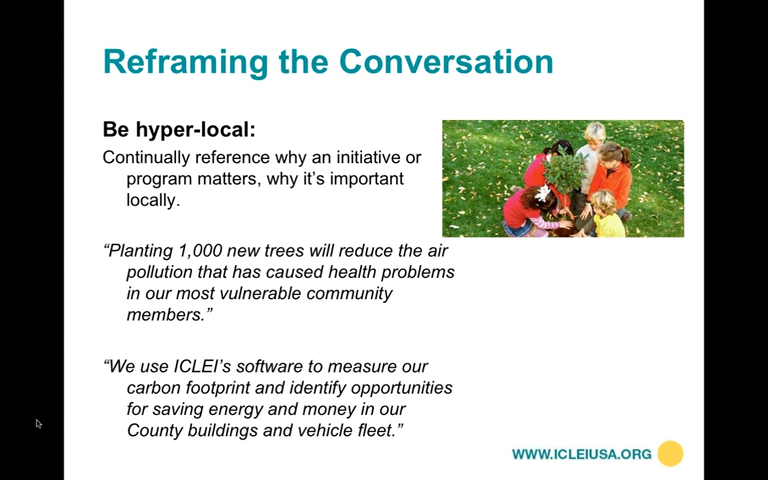 Reframing the Conversation
Be hyper-local:
Continually reference why an initiative or
program matters, why it’s important
locally.
“Planting 1,000 new trees will reduce the air
pollution that has caused health problems
in our most vulnerable community
members.”
“We use ICLEI’s software to measure our
carbon footprint and identify opportunities
for saving energy and money in our
County buildings and vehicle fleet.”
WWW.ICLEIUSA.ORG